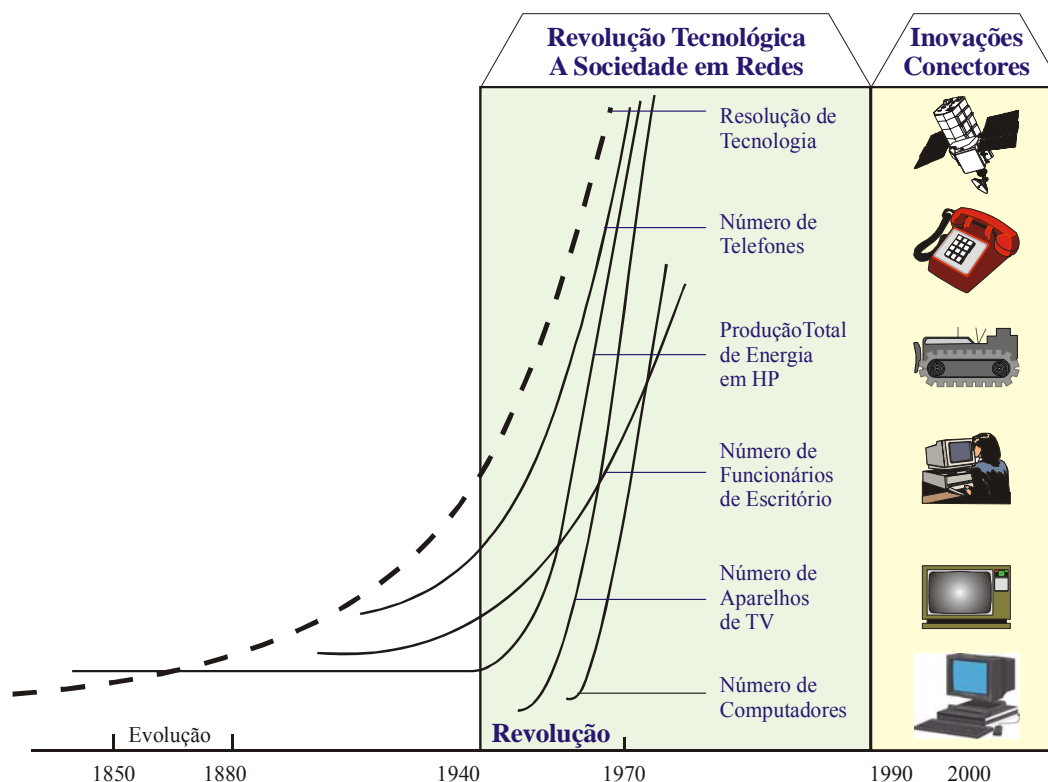 Revolução Tecnológica
A Sociedade em Redes
Inovações
Conectores
Resolução de
Tecnologia
Número de
Telefones
ProduçãoTotal
de Energia
em HP
Número de
Funcionários
de Escritório
Número de
Aparelhos
de TV
Número de
Computadores
Evolução
Revolução
1850
1880
1940
1970
1990
2000